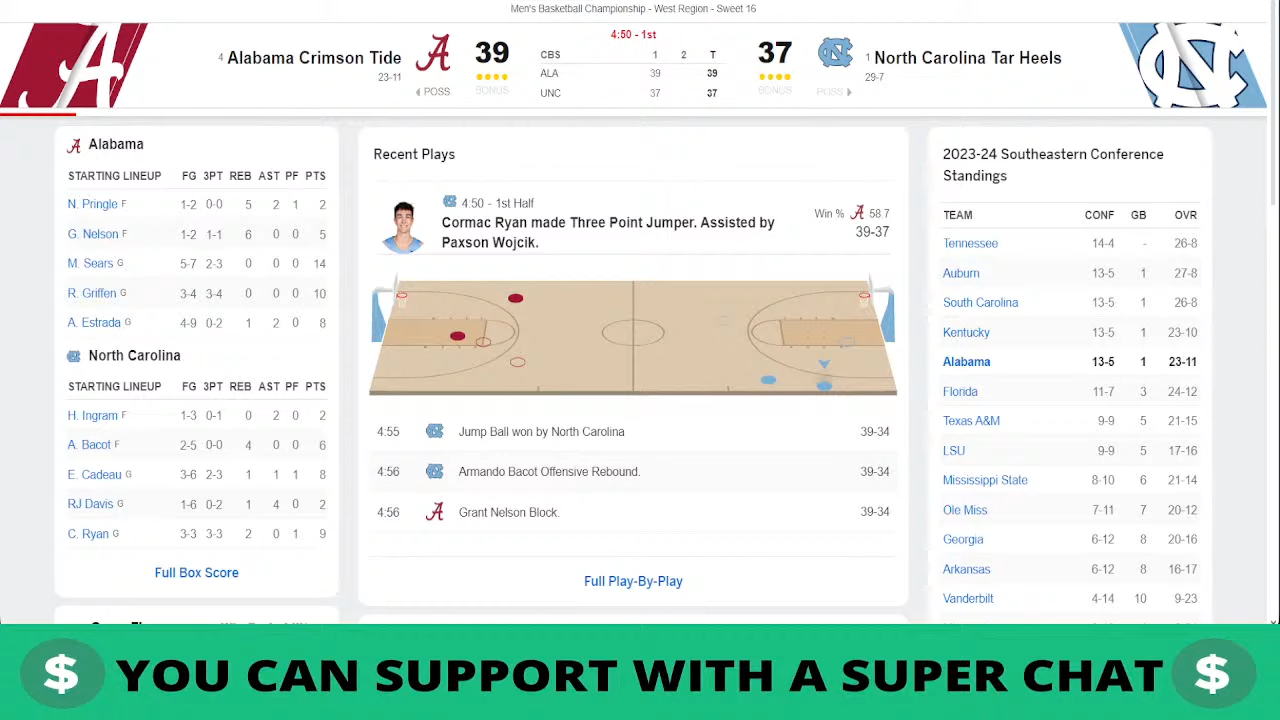 Men's Basketball Championship - West Region - Sweet 16
4 Alabama Crimson Tide
23-11
POSS
39
BONUS
4:50 - 1st
CBS 1 2 T
ALA 39 39
UNC 37 37
37
BONUS
POSS
1 North Carolina Tar Heels
29-7
Alabama
STARTING LINEUP FG 3PT REB AST PF PTS
N. Pringle F 1-2 0-0 5 2 1 2
G. Nelson F 1-2 1-1 6 0 0 5
M. Sears G 5-7 2-3 0 0 0 14
R. Griffen G 3-4 3-4 0 0 0 10
A. Estrada G 4-9 0-2 1 2 0 8
North Carolina
STARTING LINEUP FG 3PT REB AST PF PTS
H. Ingram F 1-3 0-1 0 2 0 2
A. Bacot F 2-5 0-0 4 0 0 6
E. Cadeau G 3-6 2-3 1 1 1 8
RJ Davis G 1-6 0-2 1 4 0 2
C. Ryan G 3-3 3-3 2 0 1 9
Full Box Score
Recent Plays
4:50 - 1st Half
Cormac Ryan made Three Point Jumper. Assisted by
Paxson Wojcik.
Win % 58.7
39-37
4:55 Jump Ball won by North Carolina 39-34
4:56 Armando Bacot Offensive Rebound. 39-34
4:56 Grant Nelson Block. 39-34
Full Play-By-Play
2023-24 Southeastern Conference
Standings
TEAM CONF GB OVR
Tennessee 14-4 - 26-8
Auburn 13-5 1 27-8
South Carolina 13-5 1 26-8
Kentucky 13-5 1 23-10
Alabama 13-5 1 23-11
Florida 11-7 3 24-12
Texas A&M 9-9 5 21-15
LSU 9-9 5 17-16
Mississippi State 8-10 6 21-14
Ole Miss 7-11 7 20-12
Georgia 6-12 8 20-16
Arkansas 6-12 8 16-17
Vanderbilt 4-14 10 9-23
$ YOU CAN SUPPORT WITH A SUPER CHAT $